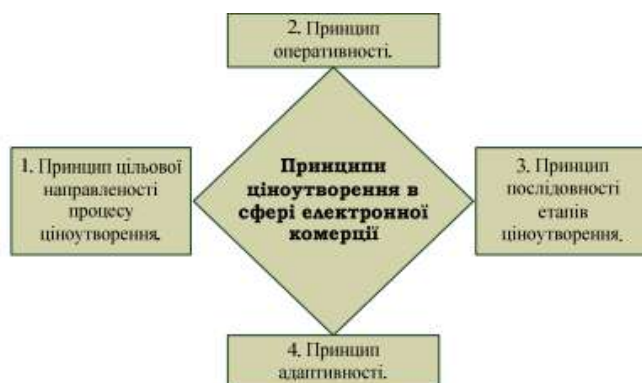 2. Принцип
оперативності.
1. Принцип цільової
направленості
процесу
ціноутворення.
Принципи
ціноутворення в
сфері електронної
комерції
3. Принцип
послідовності
етапів
ціноутворення.
4. Принцип
адаптивності.